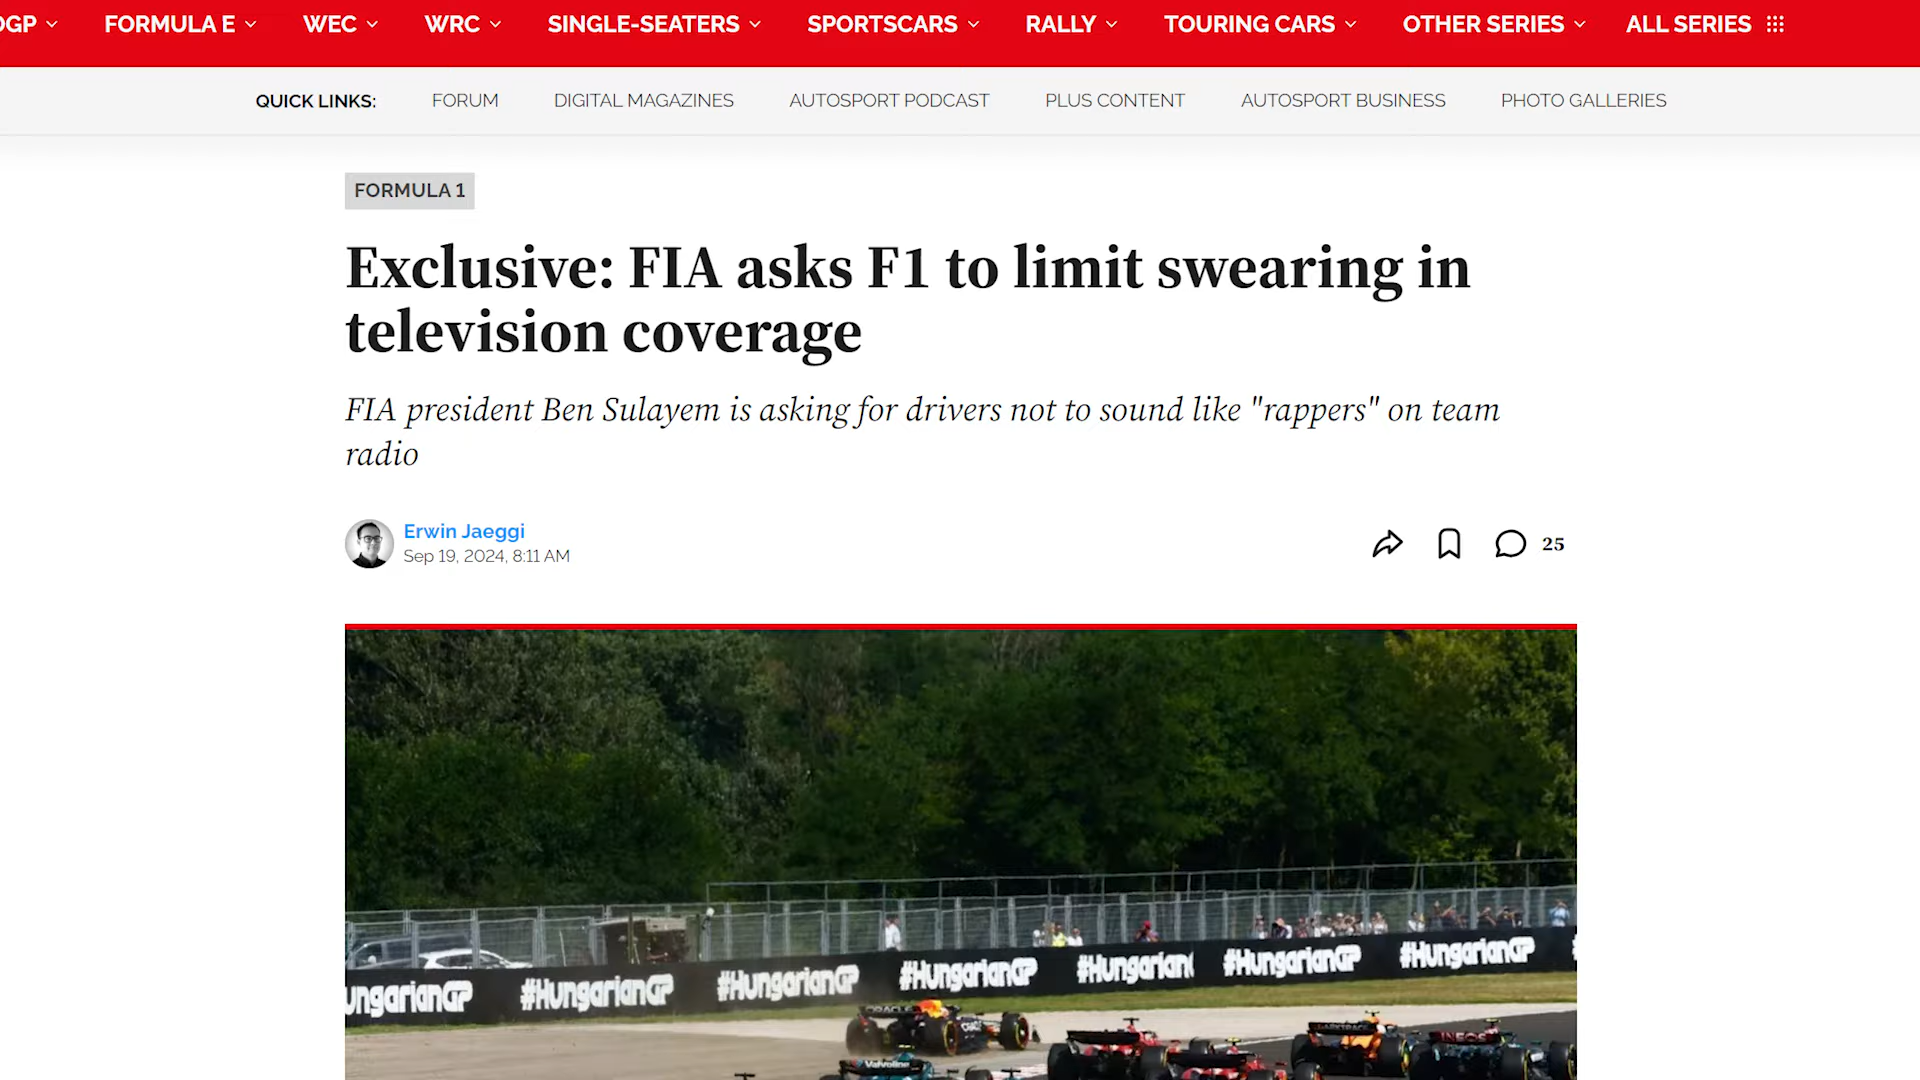 FORMULA E
WEC
WRC
SINGLE-SEATERS
SPORTSCARS
RALLY
TOURING CARS
OTHER SERIES
ALL SERIES
QUICK LINKS:
FORUM
DIGITAL MAGAZINES
AUTOSPORT PODCAST
PLUS CONTENT
AUTOSPORT BUSINESS
PHOTO GALLERIES
FORMULA 1
Exclusive: FIA asks F1 to limit swearing in
television coverage
FIA president Ben Sulayem is asking for drivers not to sound like "rappers" on team
radio
Erwin Jaeggi
Sep 19, 2024, 8:11 AM
25
ungarianGP #HungarianGP #HungarianGP #HungarianGP #Hungarian #HungarianGP #HungarianGP
ORACLE
Valvoline
INEOS